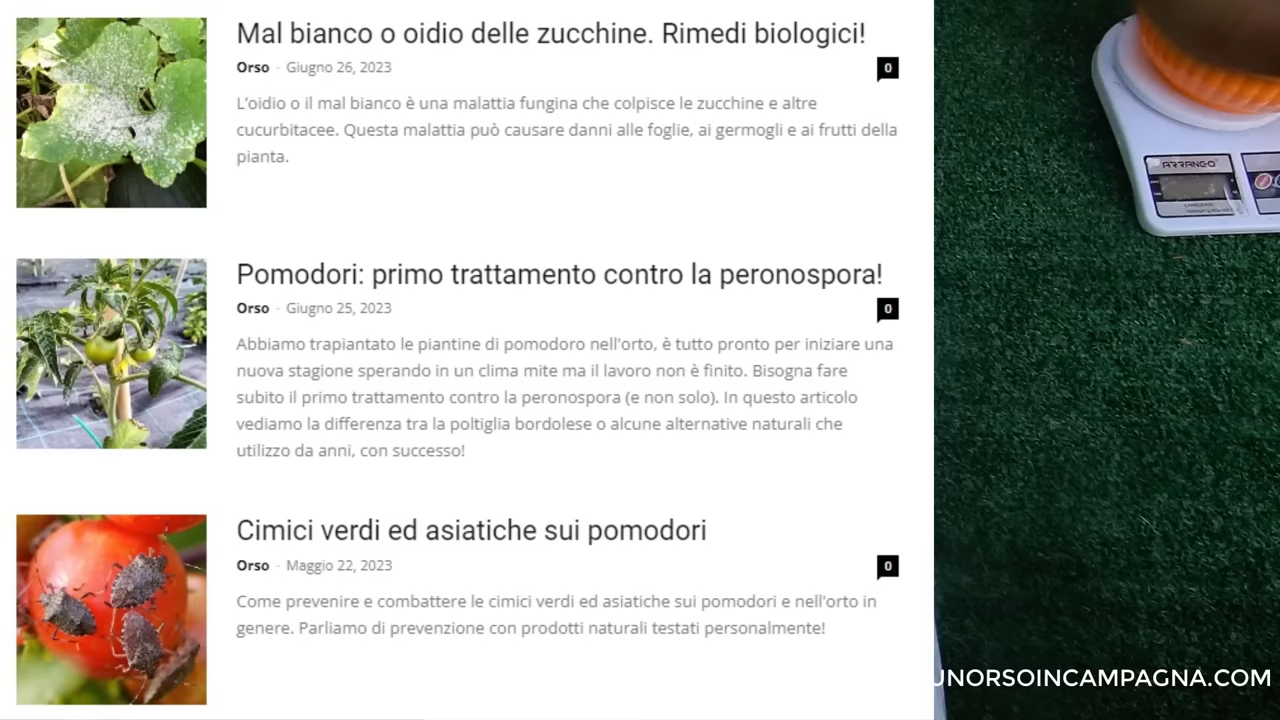 Mal bianco o oidio delle zucchine. Rimedi biologici!
Orso - Giugno 26, 2023
0
L'oidio o il mal bianco è una malattia fungina che colpisce le zucchine e altre
cucurbitacee. Questa malattia può causare danni alle foglie, ai germogli e ai frutti della
pianta.
Pomodori: primo trattamento contro la peronospora!
Orso - Giugno 25, 2023
0
Abbiamo trapiantato le piantine di pomodoro nell'orto, è tutto pronto per iniziare una
nuova stagione sperando in un clima mite ma il lavoro non è finito. Bisogna fare
subito il primo trattamento contro la peronospora (e non solo). In questo articolo
vediamo la differenza tra la poltiglia bordolese o alcune alternative naturali che
utilizzo da anni, con successo!
Cimici verdi ed asiatiche sui pomodori
Orso - Maggio 22, 2023
0
Come prevenire e combattere le cimici verdi ed asiatiche sui pomodori e nell'orto in
genere. Parliamo di prevenzione con prodotti naturali testati personalmente!
ARRANGO
UNORSOINCAMPAGNA.COM